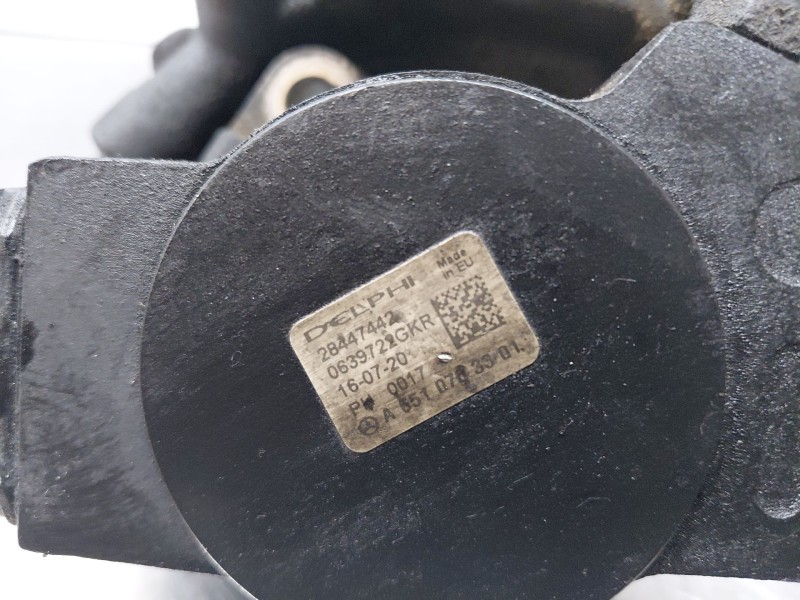 DELPHI
Made
in EU
28447442
0639722GKR
16-07-20
0017
A 651 070 33 01